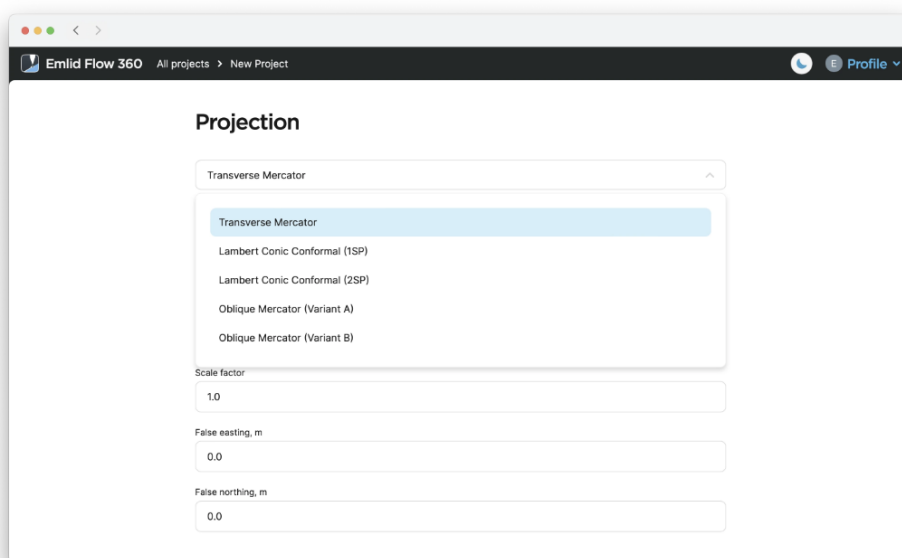 Emlid Flow 360 All projects > New Project E Profile
Projection
Transverse Mercator
Transverse Mercator
Lambert Conic Conformal (1SP)
Lambert Conic Conformal (2SP)
Oblique Mercator (Variant A)
Oblique Mercator (Variant B)
Scale factor
1.0
False easting, m
0.0
False northing, m
0.0